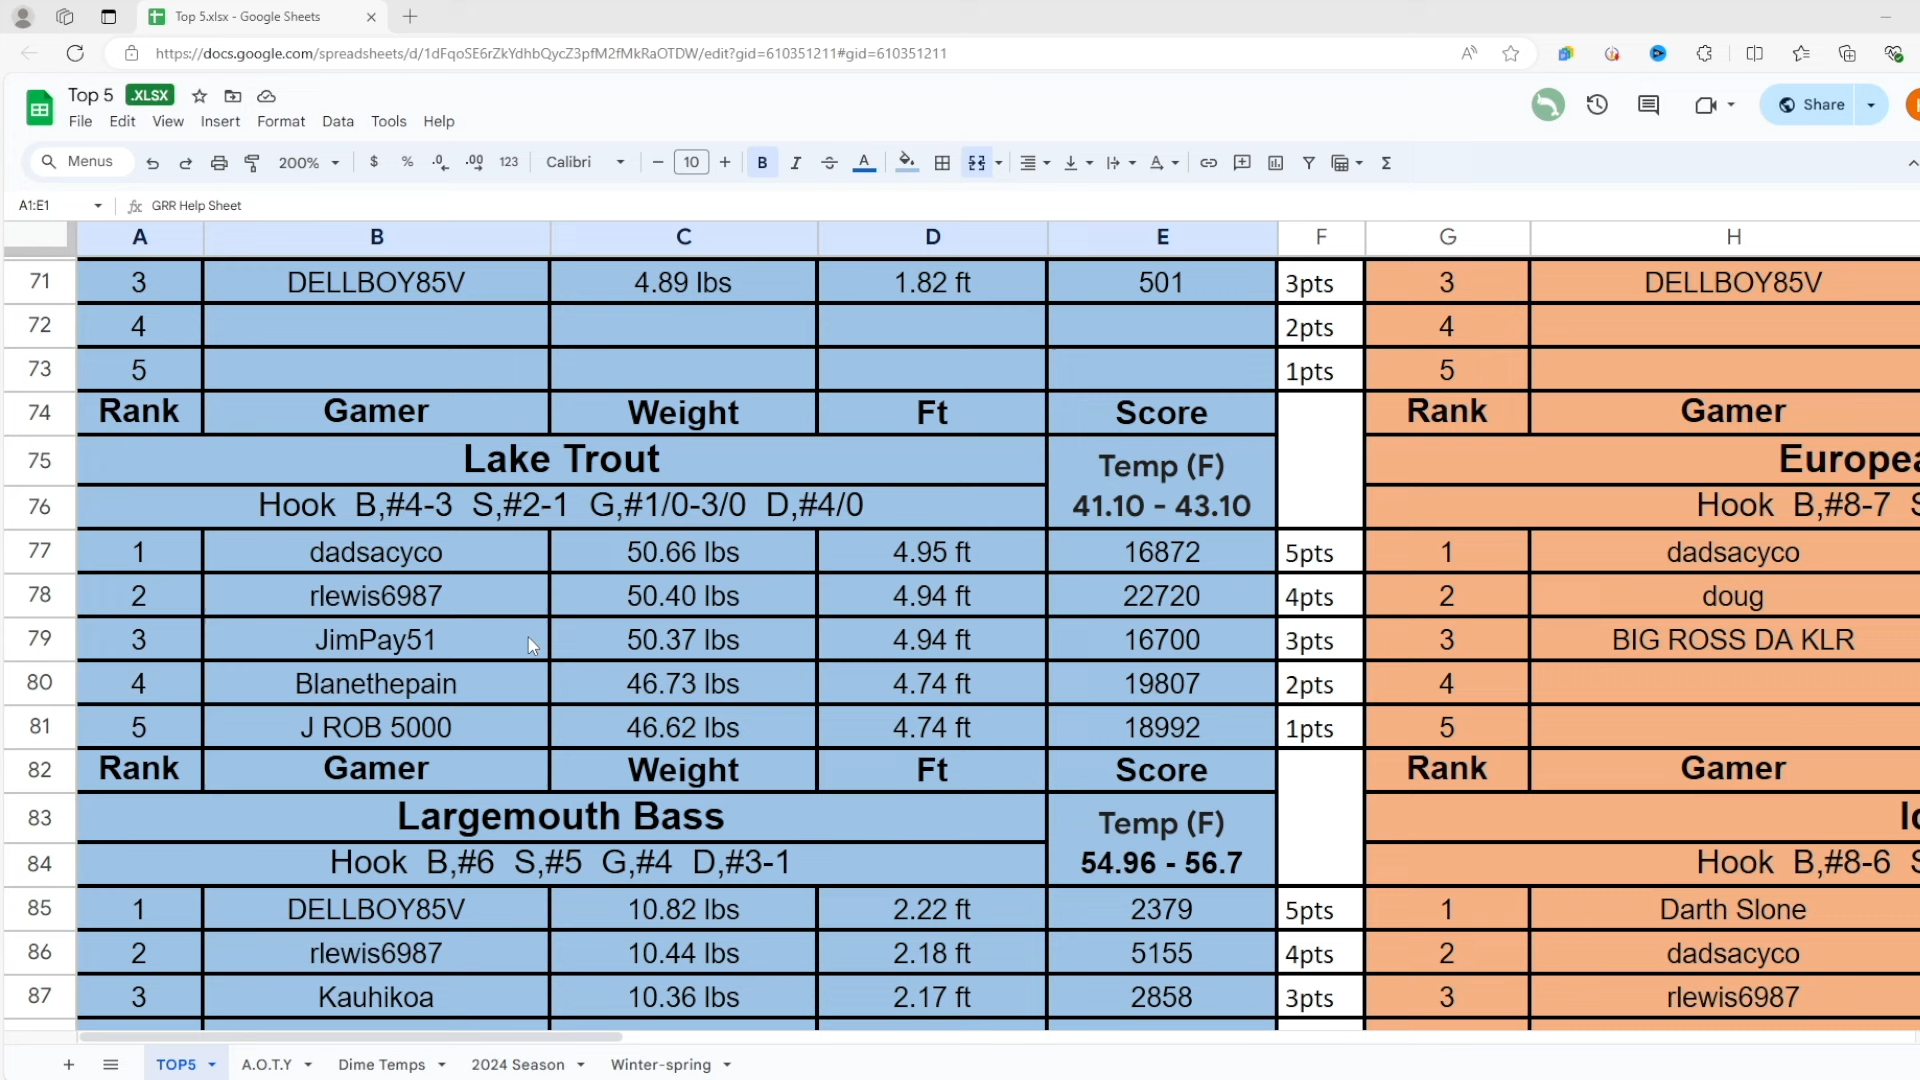 Top 5.xlsx - Google Sheets
https://docs.google.com/spreadsheets/d/1dFqoSE6rZkYdhbQycZ3pfM2fMkRaOTDW/edit?gid=610351211#gid=610351211
Top 5 .XLSX
Share
File Edit View Insert Format Data Tools Help
Menus 200% $ % .0 .00 123 Calibri 10 B I A
A1:E1 fx GRR Help Sheet
A B C D E F G H
71 3 DELLBOY85V 4.89 lbs 1.82 ft 501 3pts 3 DELLBOY85V
72 4 2pts 4
73 5 1pts 5
74 Rank Gamer Weight Ft Score Rank Gamer
75 Lake Trout Temp (F) Europea
76 Hook B,#4-3 S,#2-1 G,#1/0-3/0 D,#4/0 41.10 - 43.10 Hook B,#8-7 S
77 1 dadsacyco 50.66 lbs 4.95 ft 16872 5pts 1 dadsacyco
78 2 rlewis6987 50.40 lbs 4.94 ft 22720 4pts 2 doug
79 3 JimPay51 50.37 lbs 4.94 ft 16700 3pts 3 BIG ROSS DA KLR
80 4 Blanethepain 46.73 lbs 4.74 ft 19807 2pts 4
81 5 J ROB 5000 46.62 lbs 4.74 ft 18992 1pts 5
82 Rank Gamer Weight Ft Score Rank Gamer
83 Largemouth Bass Temp (F)
84 Hook B,#6 S,#5 G,#4 D,#3-1 54.96 - 56.7 Hook B,#8-6 S
85 1 DELLBOY85V 10.82 lbs 2.22 ft 2379 5pts 1 Darth Slone
86 2 rlewis6987 10.44 lbs 2.18 ft 5155 4pts 2 dadsacyco
87 3 Kauhikoa 10.36 lbs 2.17 ft 2858 3pts 3 rlewis6987
TOP5 A.O.T.Y Dime Temps 2024 Season Winter-spring